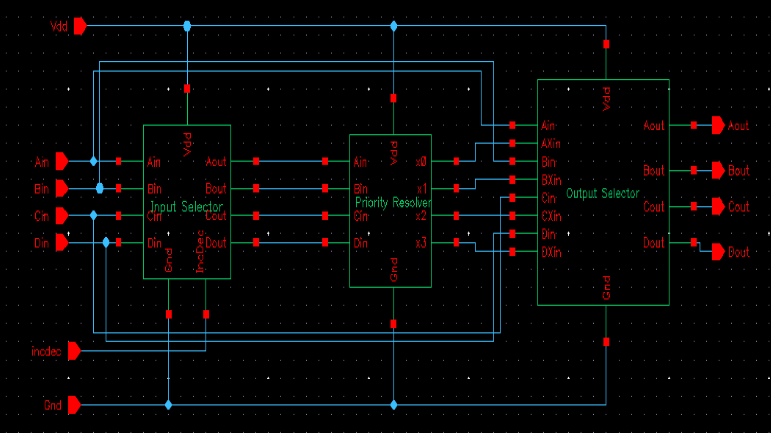 Vdd
Vdd
Vdd
Vdd
Ain
Ain
Aout
Ain
x0
Ain
AXin
Aout
Aout
Bin
Bin
Bout
Bin
x1
Bin
BXin
Bout
Bout
Input Selector
Priority Resolver
Output Selector
Cin
Cin
Cout
Cin
x2
Cin
CXin
Cout
Cout
Din
Din
Dout
Din
x3
Din
DXin
Dout
Dout
Gnd
IncDec
Gnd
Gnd
incdec
Gnd